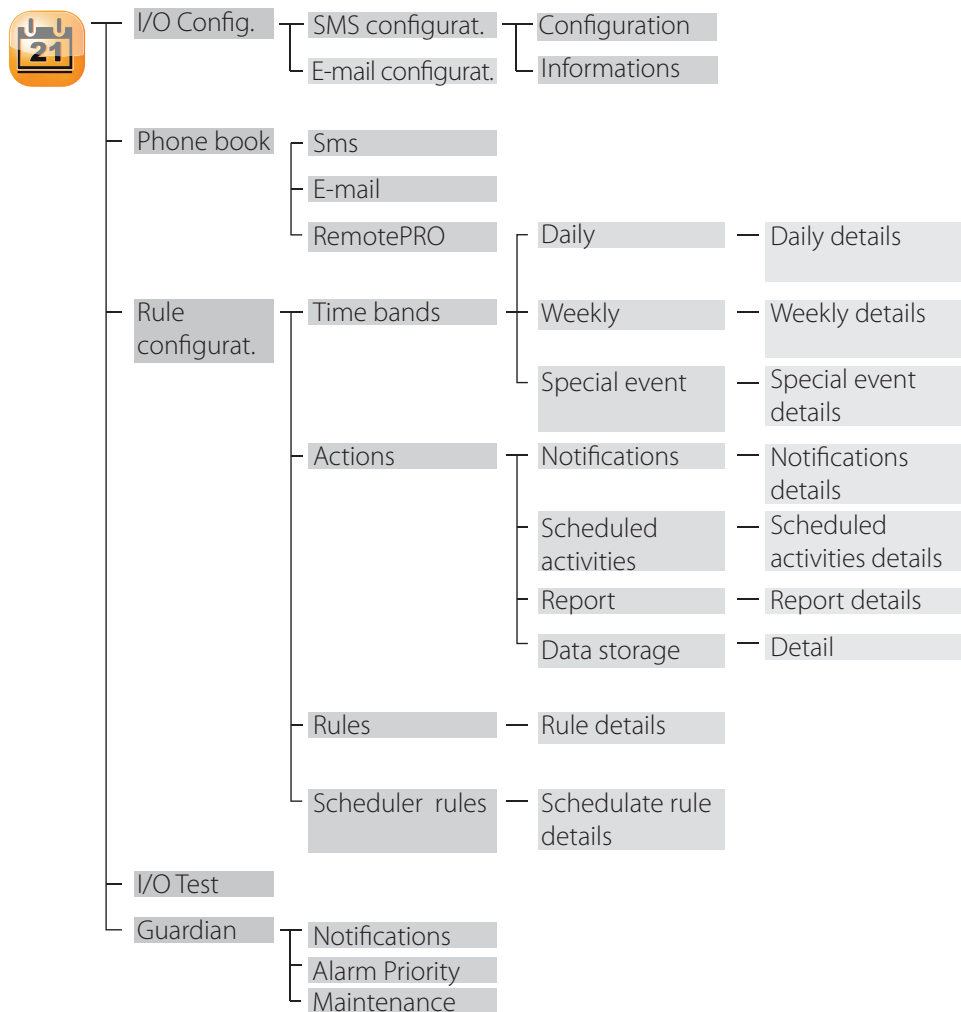 21
I/O Config.
SMS configurat.
Configuration
Informations
E-mail configurat.
Phone book
Sms
E-mail
RemotePRO
Rule
configurat.
Time bands
Daily
Daily details
Weekly
Weekly details
Special event
Special event
details
Actions
Notifications
Notifications
details
Scheduled
activities
Scheduled
activities details
Report
Report details
Data storage
Detail
Rules
Rule details
Scheduler rules
Schedulate rule
details
I/O Test
Guardian
Notifications
Alarm Priority
Maintenance